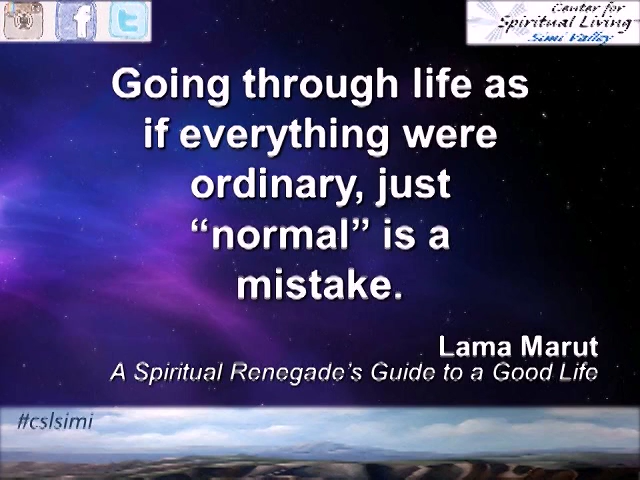 Center for
Spiritual Living
Simi Valley
Going through life as
if everything were
ordinary, just
“normal” is a
mistake.
Lama Marut
A Spiritual Renegade’s Guide to a Good Life
#cslsimi